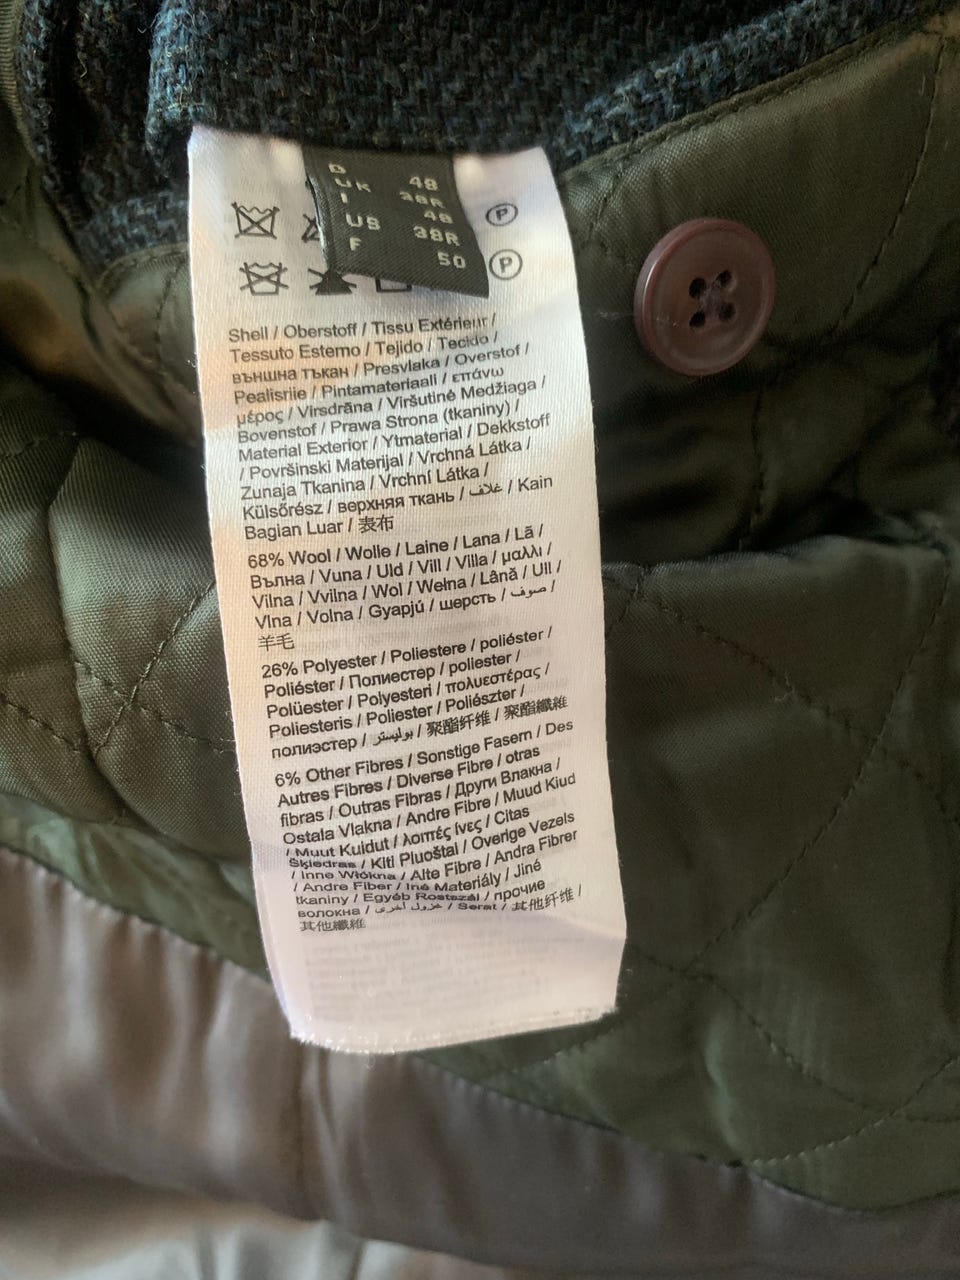 G 48
UK 38R
I 48
US 38R
F 50
P
P
Shell / Oberstoff / Tissu Extérieur /
Tessuto Esterno / Tejido / Tecido /
външна тъкан / Presvlaka / Overstof /
Pealisriie / Pintamateriaali / επάνω
μέρος / Virsdrāna / Viršutinė Medžiaga /
Bovenstof / Prawa Strona (tkaniny) /
Material Exterior / Ytmaterial / Dekkstoff
/ Površinski Materijal / Vrchná Látka /
Zunaja Tkanina / Vrchní Látka /
Külsőrész / верхняя ткань / غلاف / Kain
Bagian Luar / 表布
68% Wool / Wolle / Laine / Lana / Lã /
Вълна / Vuna / Uld / Vill / Villa / μαλλι /
Vilna / Vvilna / Wol / Wełna / Lână / Ull /
Vlna / Volna / Gyapjú / шерсть / صوف /
羊毛
26% Polyester / Poliestere / poliéster /
Poliéster / Полиестер / poliester /
Polüester / Polyesteri / πολυεστέρας /
Poliesteris / Poliester / Poliészter /
полиэстер / بوليستر / 聚酯纤维 / 聚酯纖維
6% Other Fibres / Sonstige Fasern / Des
Autres Fibres / Diverse Fibre / otras
fibras / Outras Fibras / Други Влакна /
Ostala Vlakna / Andre Fibre / Muud Kiud
/ Muut Kuidut / λοιπές ίνες / Citas
Šķiedras / Kiti Pluoštai / Overige Vezels
/ Inne Włókna / Alte Fibre / Andra Fibrer
/ Andre Fiber / Iné Materiály / Jiné
tkaniny / Egyéb Rostszál / прочие
волокна / غزول أخرى / Serat / 其他纤维 /
其他纖維